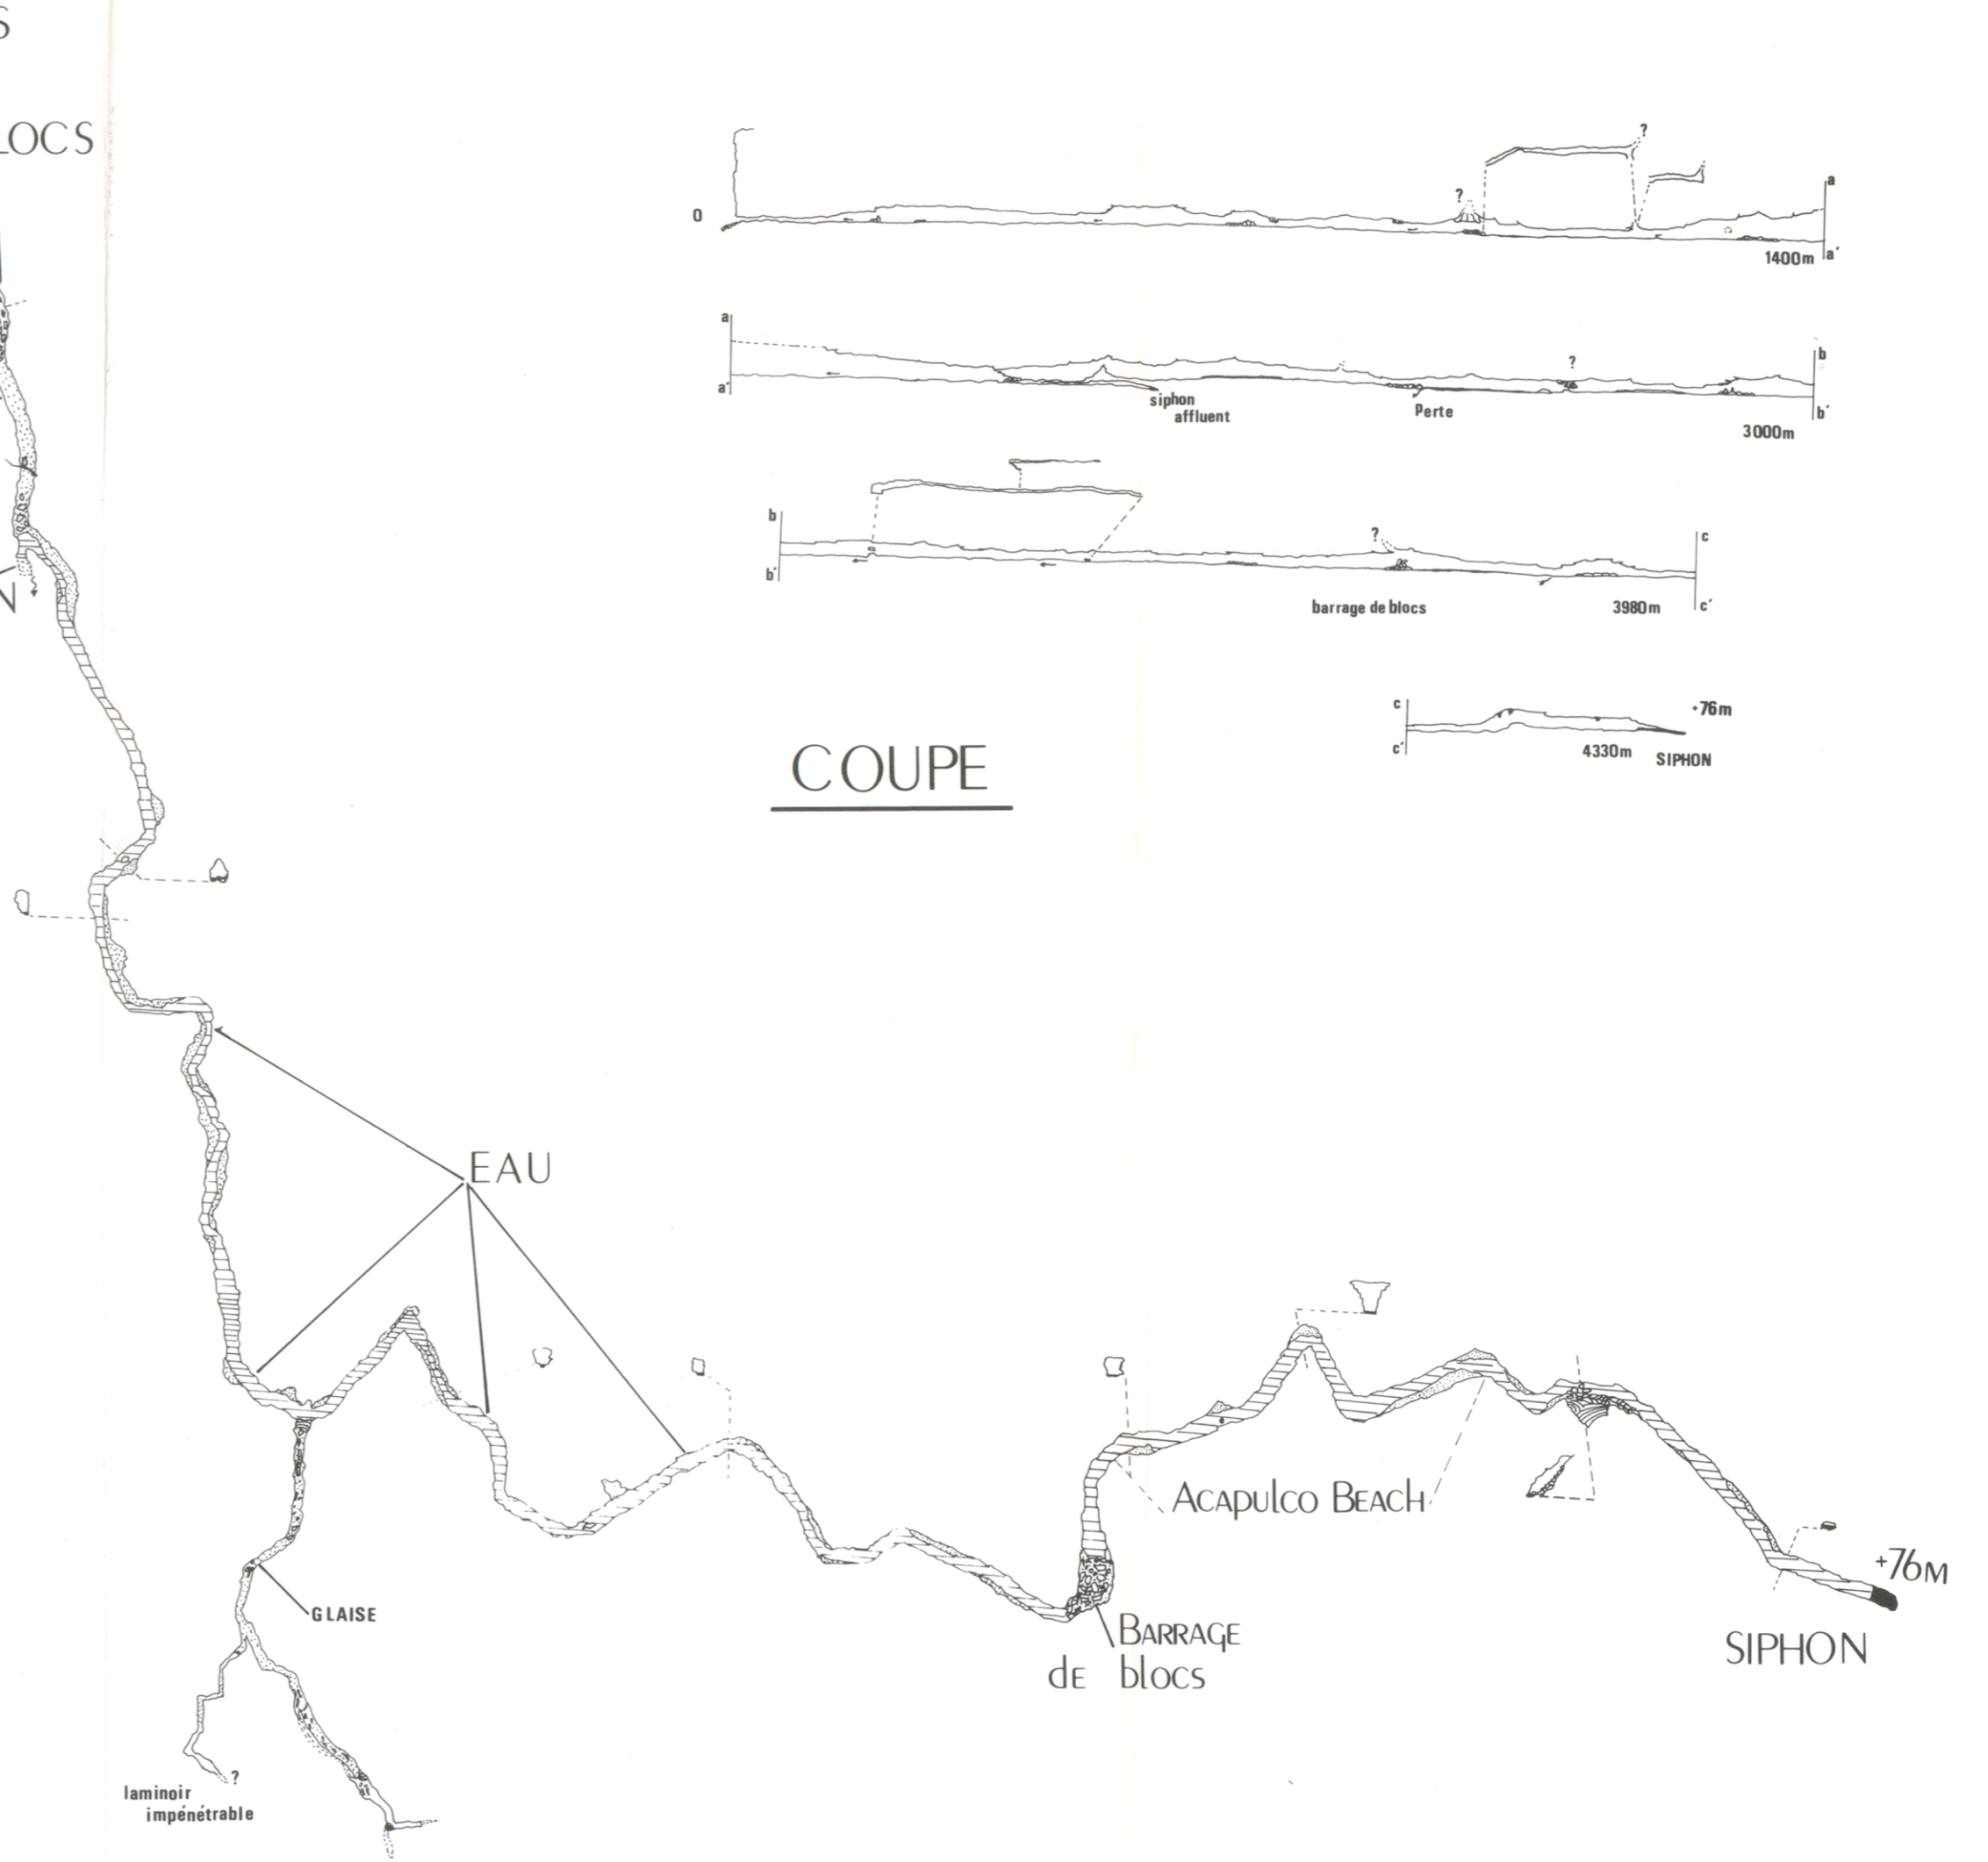 S
LOCS
?
?
a
0
1400m
a'
a
b
?
a'
siphon
affluent
Perte
b'
3000m
b
?
c
b'
barrage de blocs
3980m
c'
c
+76m
c'
4330m
SIPHON
COUPE
N
EAU
ACAPULCO BEACH
+76M
GLAISE
BARRAGE
de blocs
SIPHON
?
laminoir
impénétrable